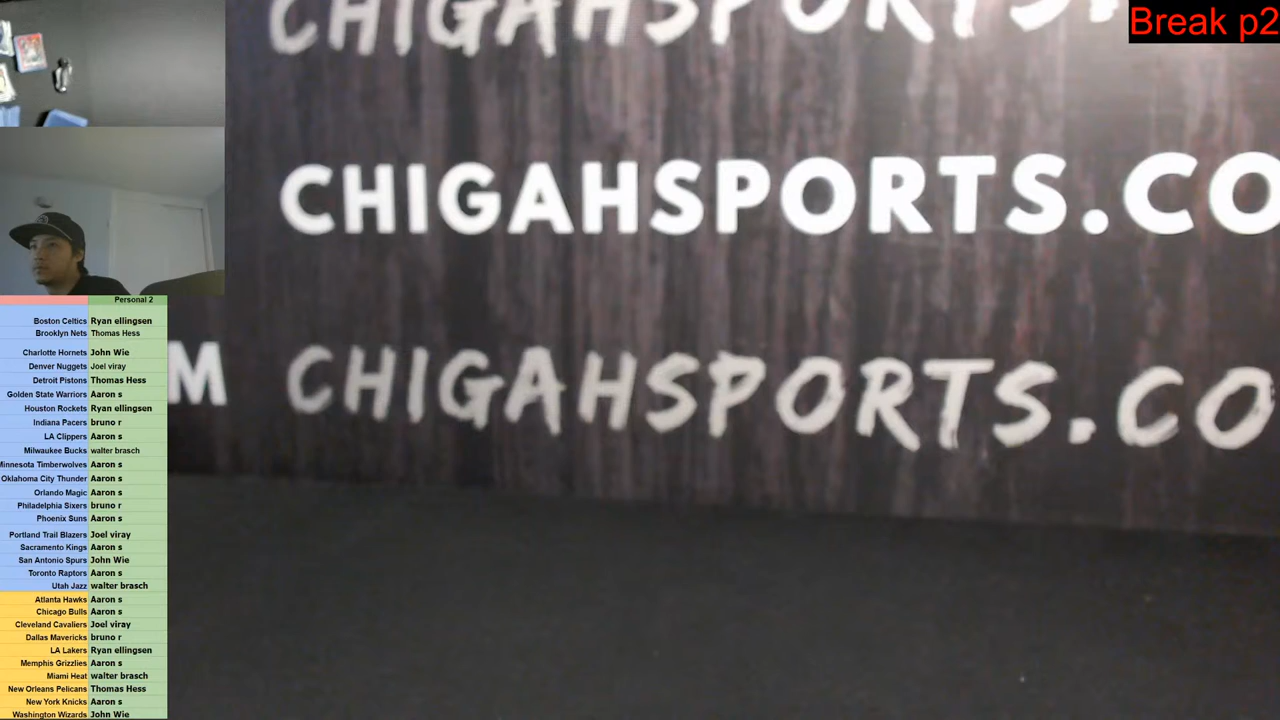 Break p2
CHIGAHSPORTS.
CHIGAHSPORTS.CO
M CHIGAHSPORTS.CO
Personal 2
Boston Celtics Ryan ellingsen
Brooklyn Nets Thomas Hess
Charlotte Hornets John Wie
Denver Nuggets Joel viray
Detroit Pistons Thomas Hess
Golden State Warriors Aaron s
Houston Rockets Ryan ellingsen
Indiana Pacers bruno r
LA Clippers Aaron s
Milwaukee Bucks walter brasch
Minnesota Timberwolves Aaron s
Oklahoma City Thunder Aaron s
Orlando Magic Aaron s
Philadelphia Sixers bruno r
Phoenix Suns Aaron s
Portland Trail Blazers Joel viray
Sacramento Kings Aaron s
San Antonio Spurs John Wie
Toronto Raptors Aaron s
Utah Jazz walter brasch
Atlanta Hawks Aaron s
Chicago Bulls Aaron s
Cleveland Cavaliers Joel viray
Dallas Mavericks bruno r
LA Lakers Ryan ellingsen
Memphis Grizzlies Aaron s
Miami Heat walter brasch
New Orleans Pelicans Thomas Hess
New York Knicks Aaron s
Washington Wizards John Wie